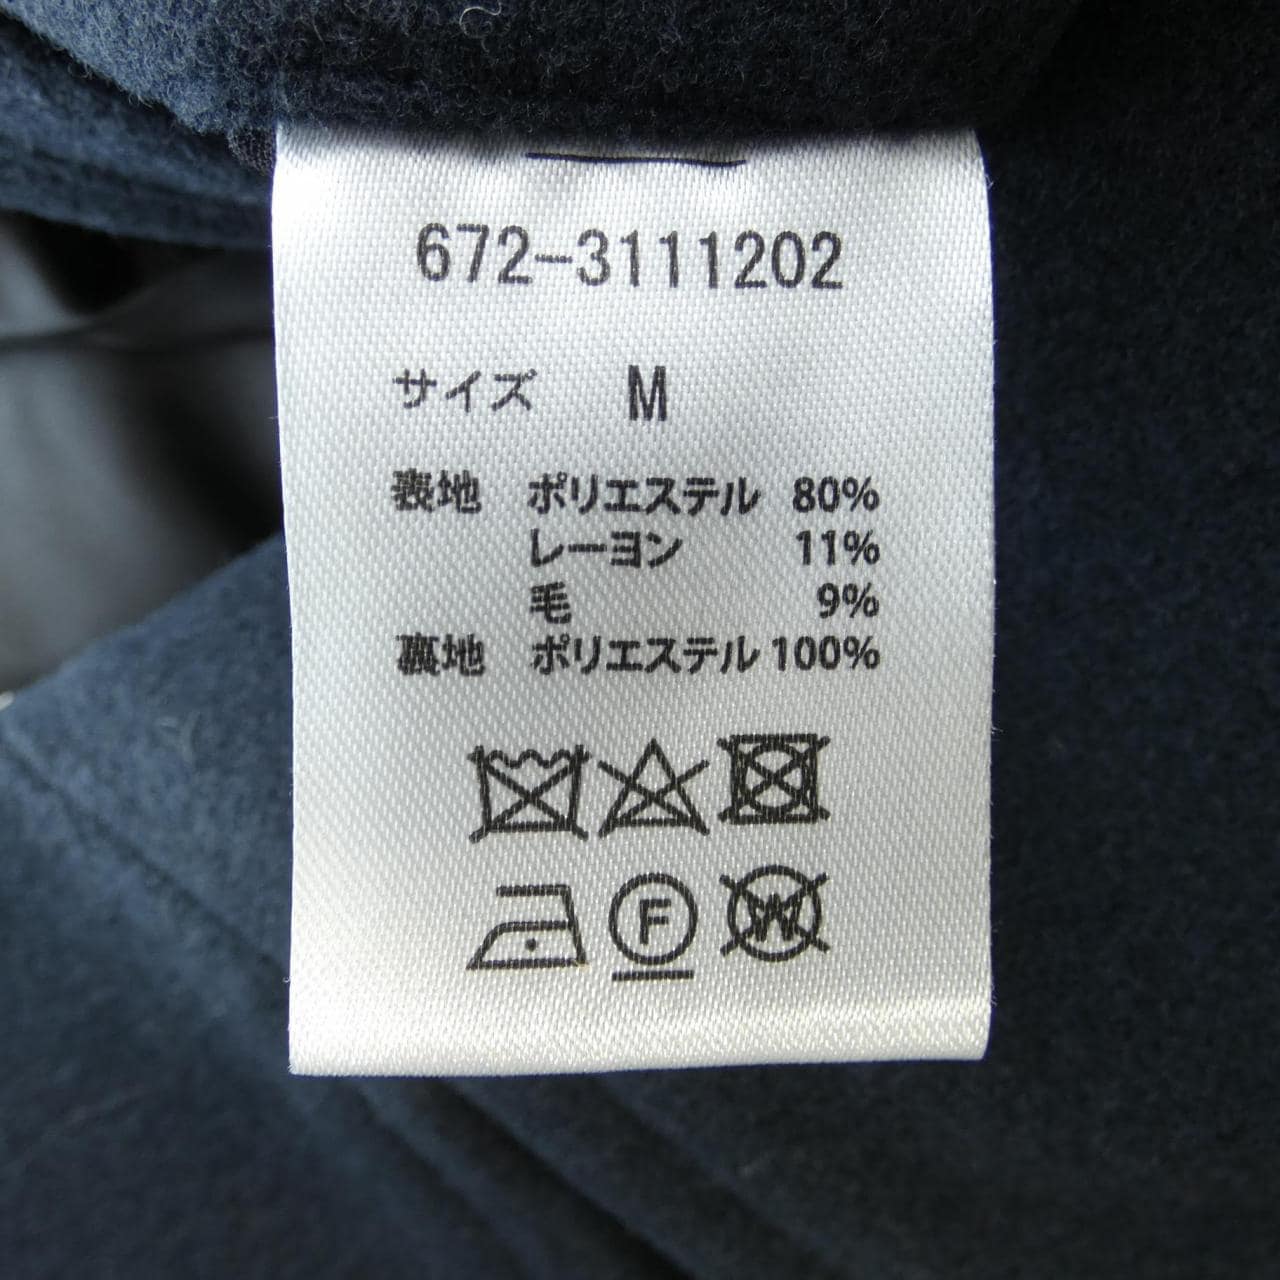 672-3111202
サイズ M
表地 ポリエステル 80%
レーヨン 11%
毛 9%
裏地 ポリエステル 100%
F W